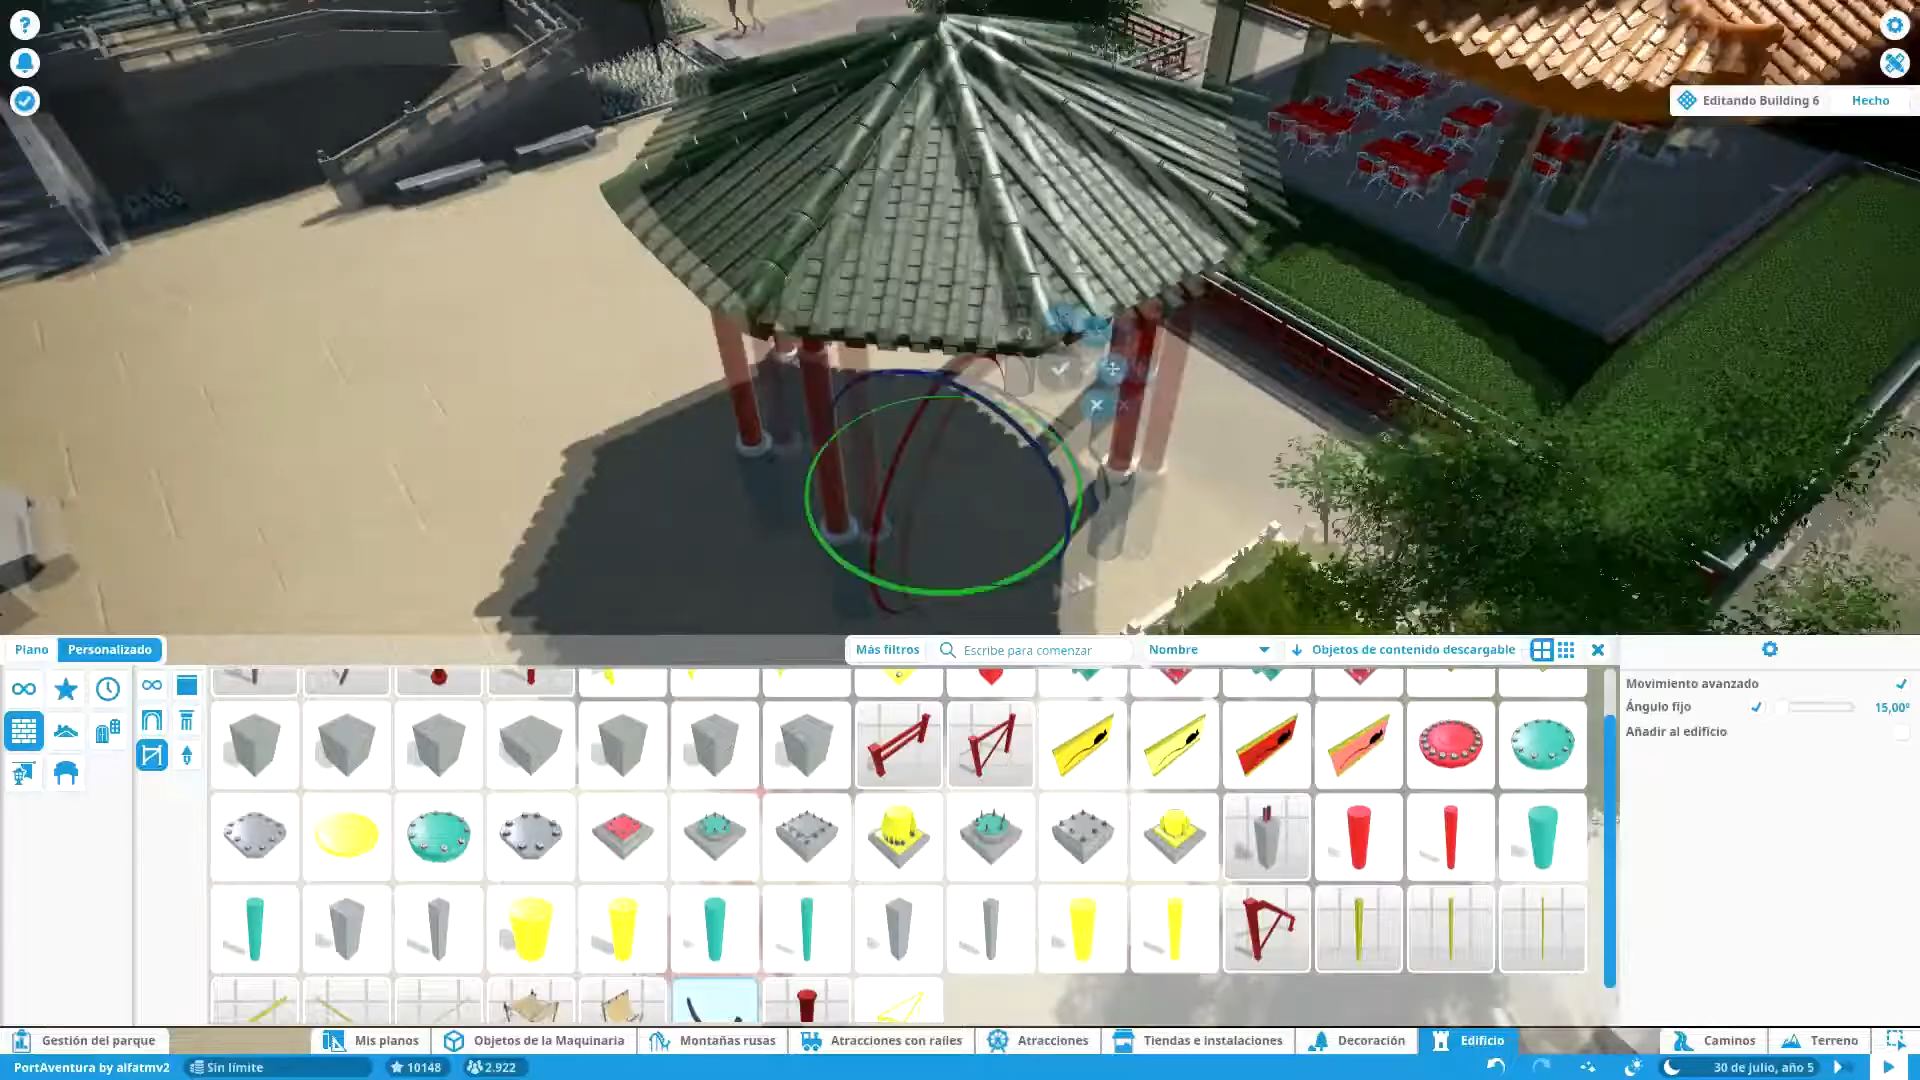 ?
Editando Building 6 Hecho
Plano Personalizado
Más filtros Escribe para comenzar Nombre Objetos de contenido descargable
Movimiento avanzado
Ángulo fijo 15,00°
Añadir al edificio
Gestión del parque Mis planos Objetos de la Maquinaria Montañas rusas Atracciones con raíles Atracciones Tiendas e instalaciones Decoración Edificio Caminos Terreno
PortAventura by alfatmv2 Sin límite 10148 2.922 30 de julio, año 5